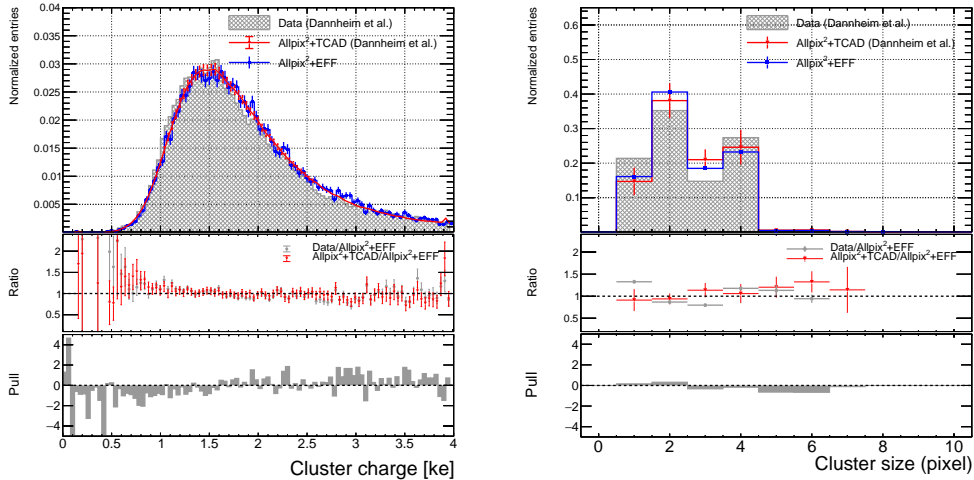 Normalized entries
0.04
0.035
0.03
0.025
0.02
0.015
0.01
0.005
Data (Dannheim et al.)
Allpix²+TCAD (Dannheim et al.)
Allpix²+EFF
Ratio
2
1.5
1
0.5
Data/Allpix²+EFF
Allpix²+TCAD/Allpix²+EFF
Pull
4
2
0
−2
−4
0 0.5 1 1.5 2 2.5 3 3.5 4
Cluster charge [ke]
Normalized entries
0.6
0.5
0.4
0.3
0.2
0.1
Data (Dannheim et al.)
Allpix²+TCAD (Dannheim et al.)
Allpix²+EFF
Ratio
2
1.5
1
0.5
Data/Allpix²+EFF
Allpix²+TCAD/Allpix²+EFF
Pull
4
2
0
−2
−4
0 2 4 6 8 10
Cluster size (pixel)